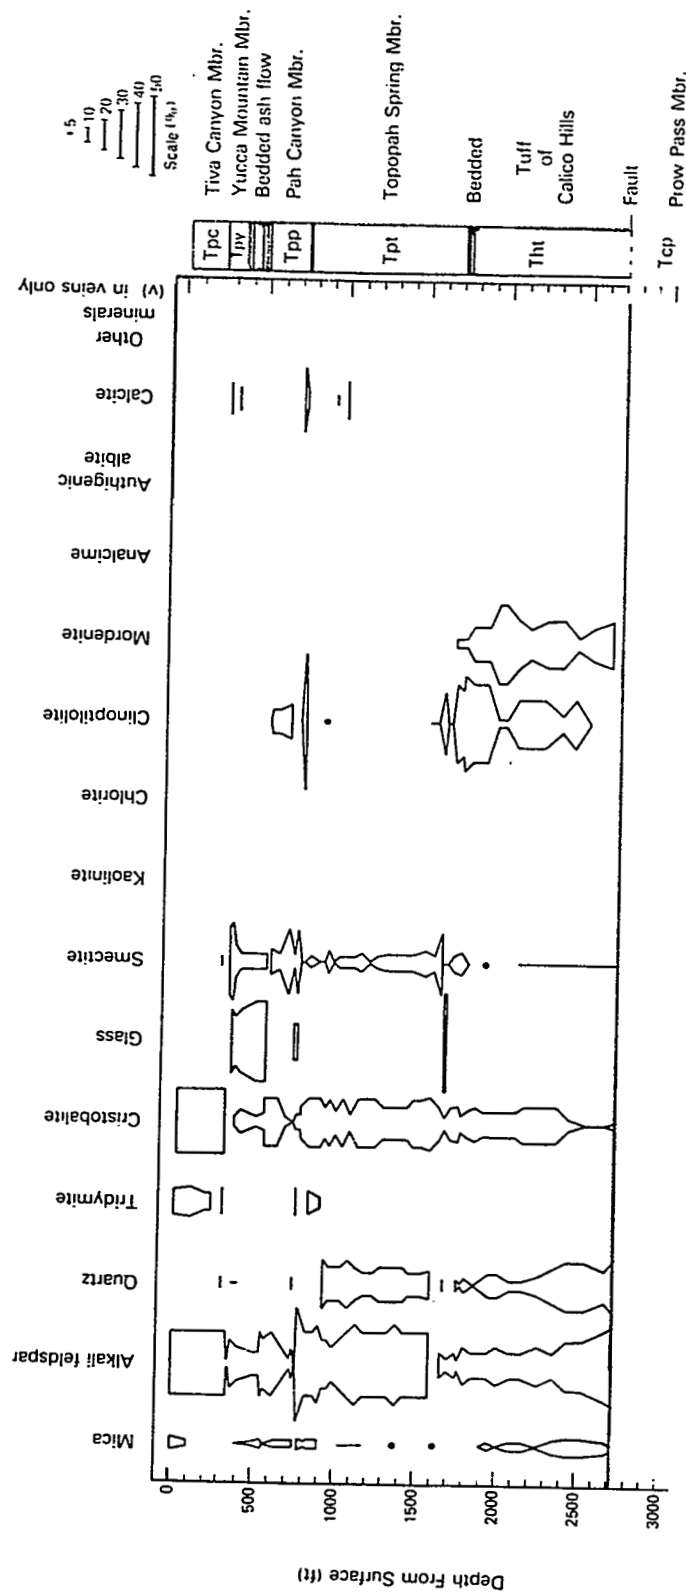 Depth From Surface (ft)
0
500
1000
1500
2000
2500
3000
Mica
Alkali feldspar
Quartz
Tridymite
Cristobalite
Glass
Smectite
Kaolinite
Chlorite
Clinoptilolite
Mordenite
Analcime
Authigenic
albite
Calcite
Other
minerals
(v) in veins only
Tpc
Tpy
Tpp
Tpt
Tht
Tcp
Tiva Canyon Mbr.
Yucca Mountain Mbr.
Bedded ash flow
Pah Canyon Mbr.
Topopah Spring Mbr.
Bedded
Tuff
of
Calico Hills
Fault
Prow Pass Mbr.
5
10
20
30
40
50
Scale (%)